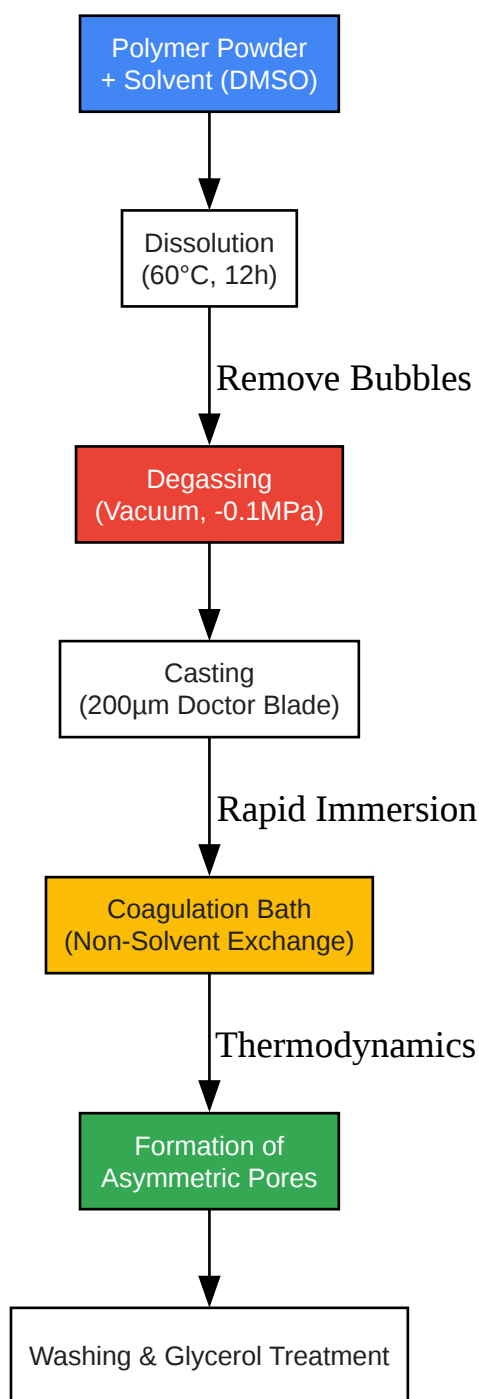 Polymer Powder
+ Solvent (DMSO)
Dissolution
(60°C, 12h)
Remove Bubbles
Degassing
(Vacuum, -0.1MPa)
Casting
(200µm Doctor Blade)
Rapid Immersion
Coagulation Bath
(Non-Solvent Exchange)
Thermodynamics
Formation of
Asymmetric Pores
Washing & Glycerol Treatment